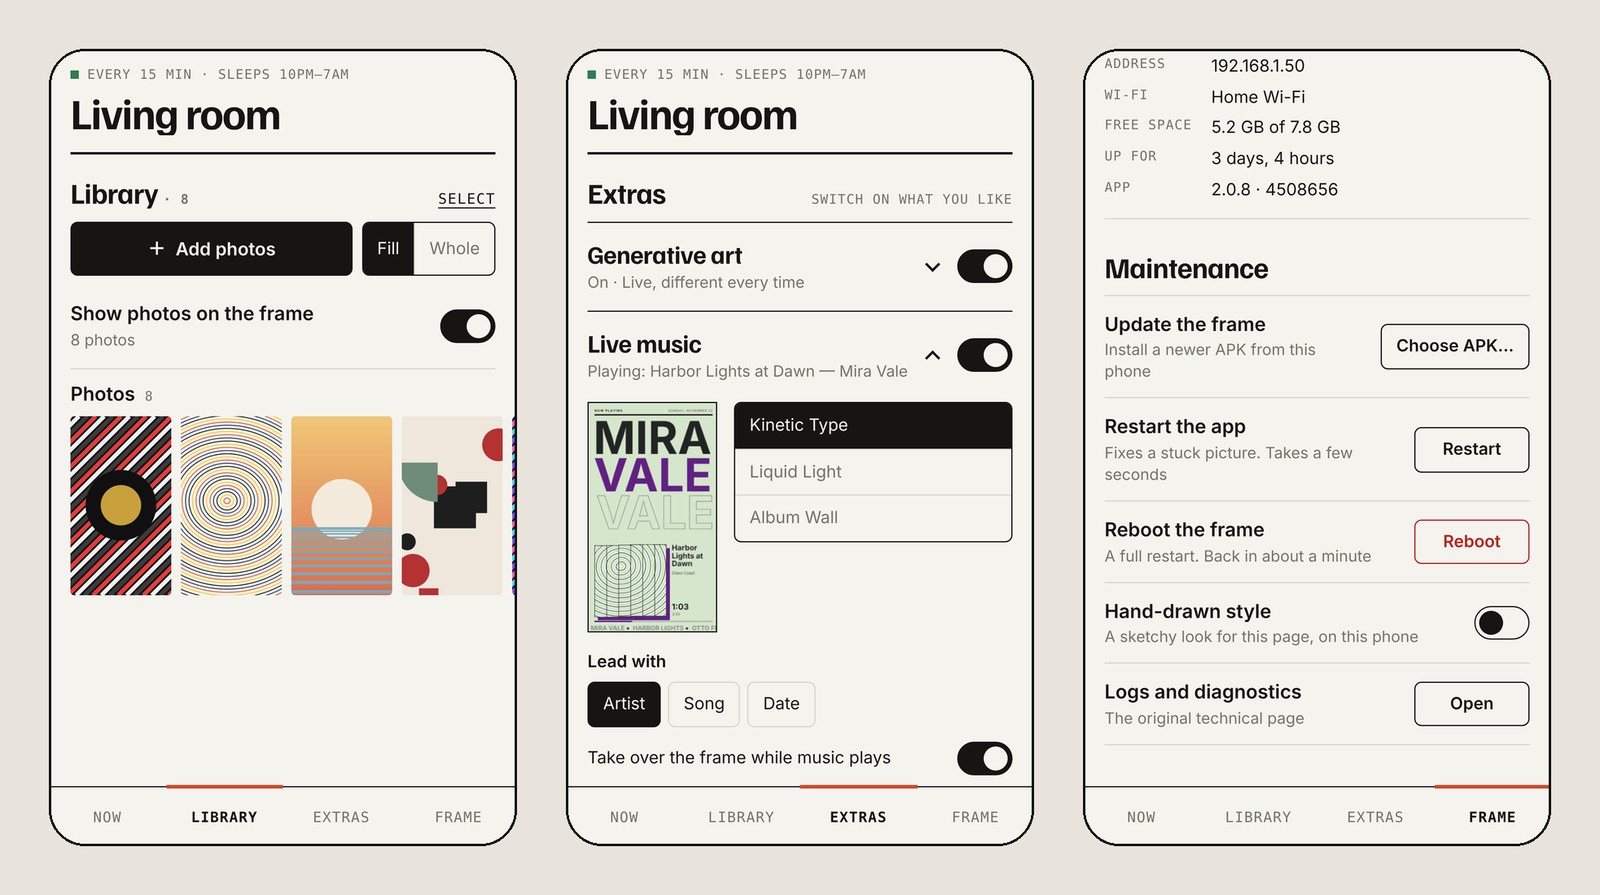 EVERY 15 MIN · SLEEPS 10PM–7AM
Living room
Library · 8
SELECT
+ Add photos
Fill
Whole
Show photos on the frame
8 photos
Photos 8
NOW
LIBRARY
EXTRAS
FRAME
EVERY 15 MIN · SLEEPS 10PM–7AM
Living room
Extras
SWITCH ON WHAT YOU LIKE
Generative art
On · Live, different every time
Live music
Playing: Harbor Lights at Dawn — Mira Vale
NOW PLAYING
MIRA
VALE
VALE
Harbor
Lights at
Dawn
1:03
MIRA VALE • HARBOR LIGHTS • OTTO
Kinetic Type
Liquid Light
Album Wall
Lead with
Artist
Song
Date
Take over the frame while music plays
NOW
LIBRARY
EXTRAS
FRAME
ADDRESS 192.168.1.50
WI-FI Home Wi-Fi
FREE SPACE 5.2 GB of 7.8 GB
UP FOR 3 days, 4 hours
APP 2.0.8 · 4508656
Maintenance
Update the frame
Install a newer APK from this
phone
Choose APK...
Restart the app
Fixes a stuck picture. Takes a few
seconds
Restart
Reboot the frame
A full restart. Back in about a minute
Reboot
Hand-drawn style
A sketchy look for this page, on this phone
Logs and diagnostics
The original technical page
Open
NOW
LIBRARY
EXTRAS
FRAME